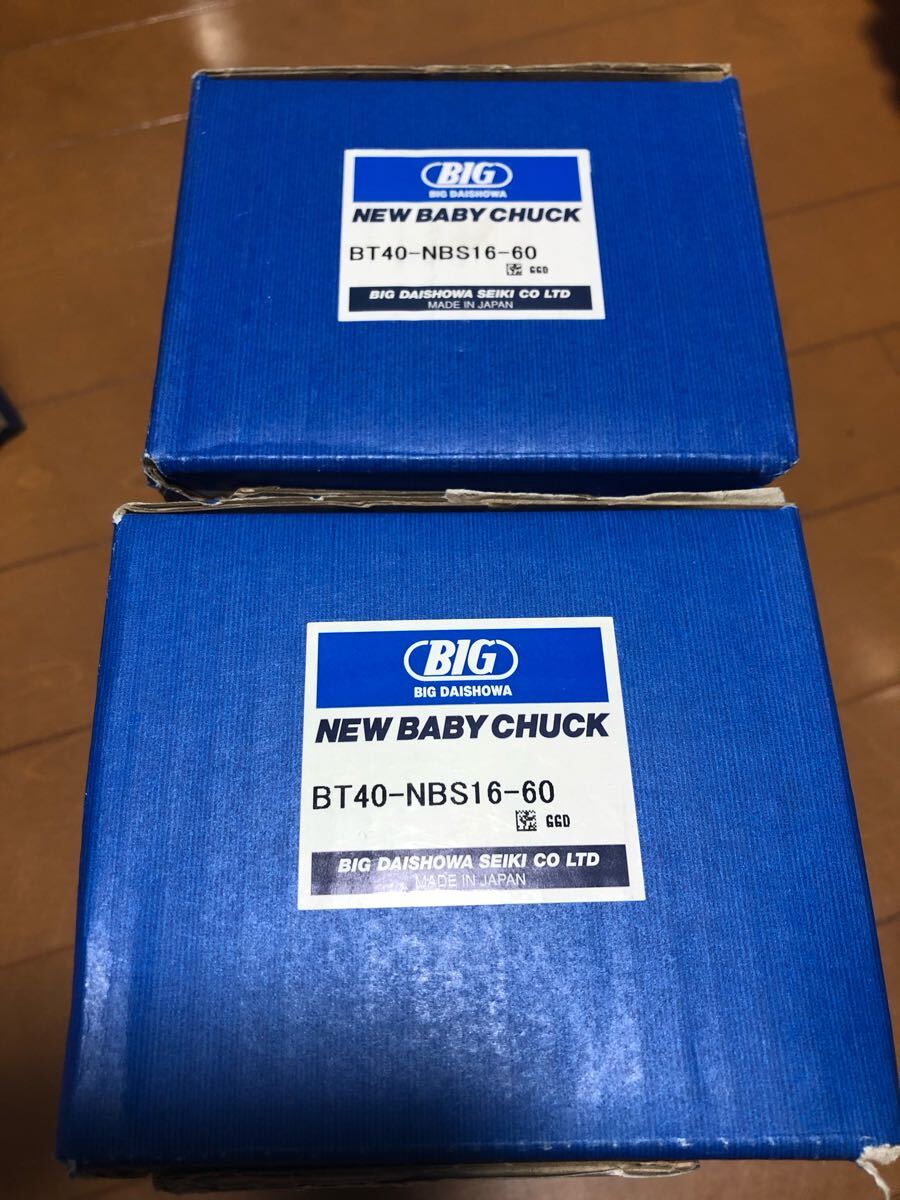 BIG
BIG DAISHOWA
NEW BABY CHUCK
BT40-NBS16-60
GGD
BIG DAISHOWA SEIKI CO LTD
MADE IN JAPAN
BIG
BIG DAISHOWA
NEW BABY CHUCK
BT40-NBS16-60
GGD
BIG DAISHOWA SEIKI CO LTD
MADE IN JAPAN